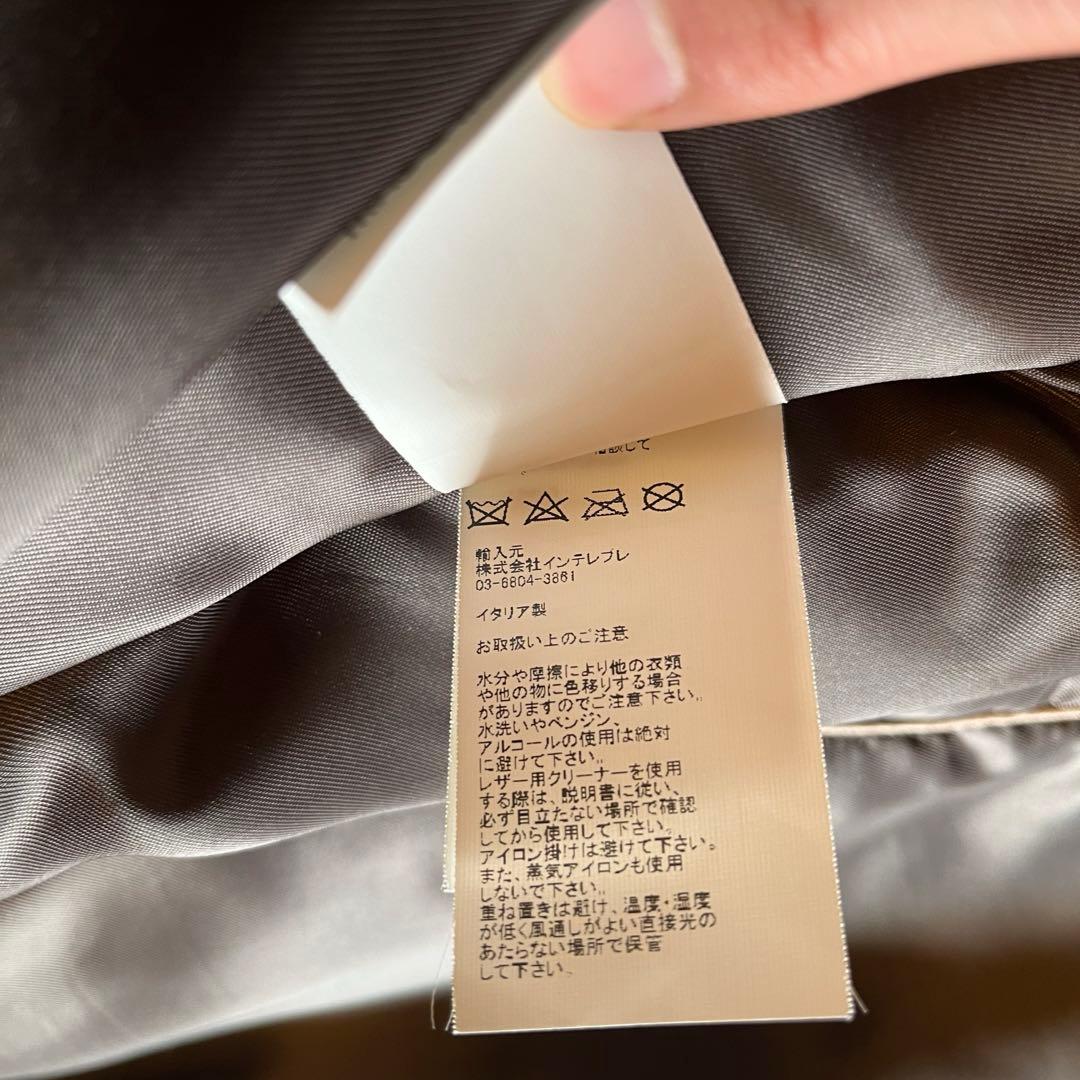 して
輸入元
株式会社インテレプレ
03-6804-3861
イタリア製
お取扱い上のご注意
水分や摩擦により他の衣類
や他の物に色移りする場合
がありますのでご注意下さい。
水洗いやベンジン、
アルコールの使用は絶対
に避けて下さい。
レザー用クリーナーを使用
する際は、説明書に従い、
必ず目立たない場所で確認
してから使用して下さい。
アイロン掛けは避けて下さい。
また、蒸気アイロンも使用
しないで下さい。
重ね置きは避け、温度・湿度
が低く風通しがよい直接光の
あたらない場所で保管
して下さい。